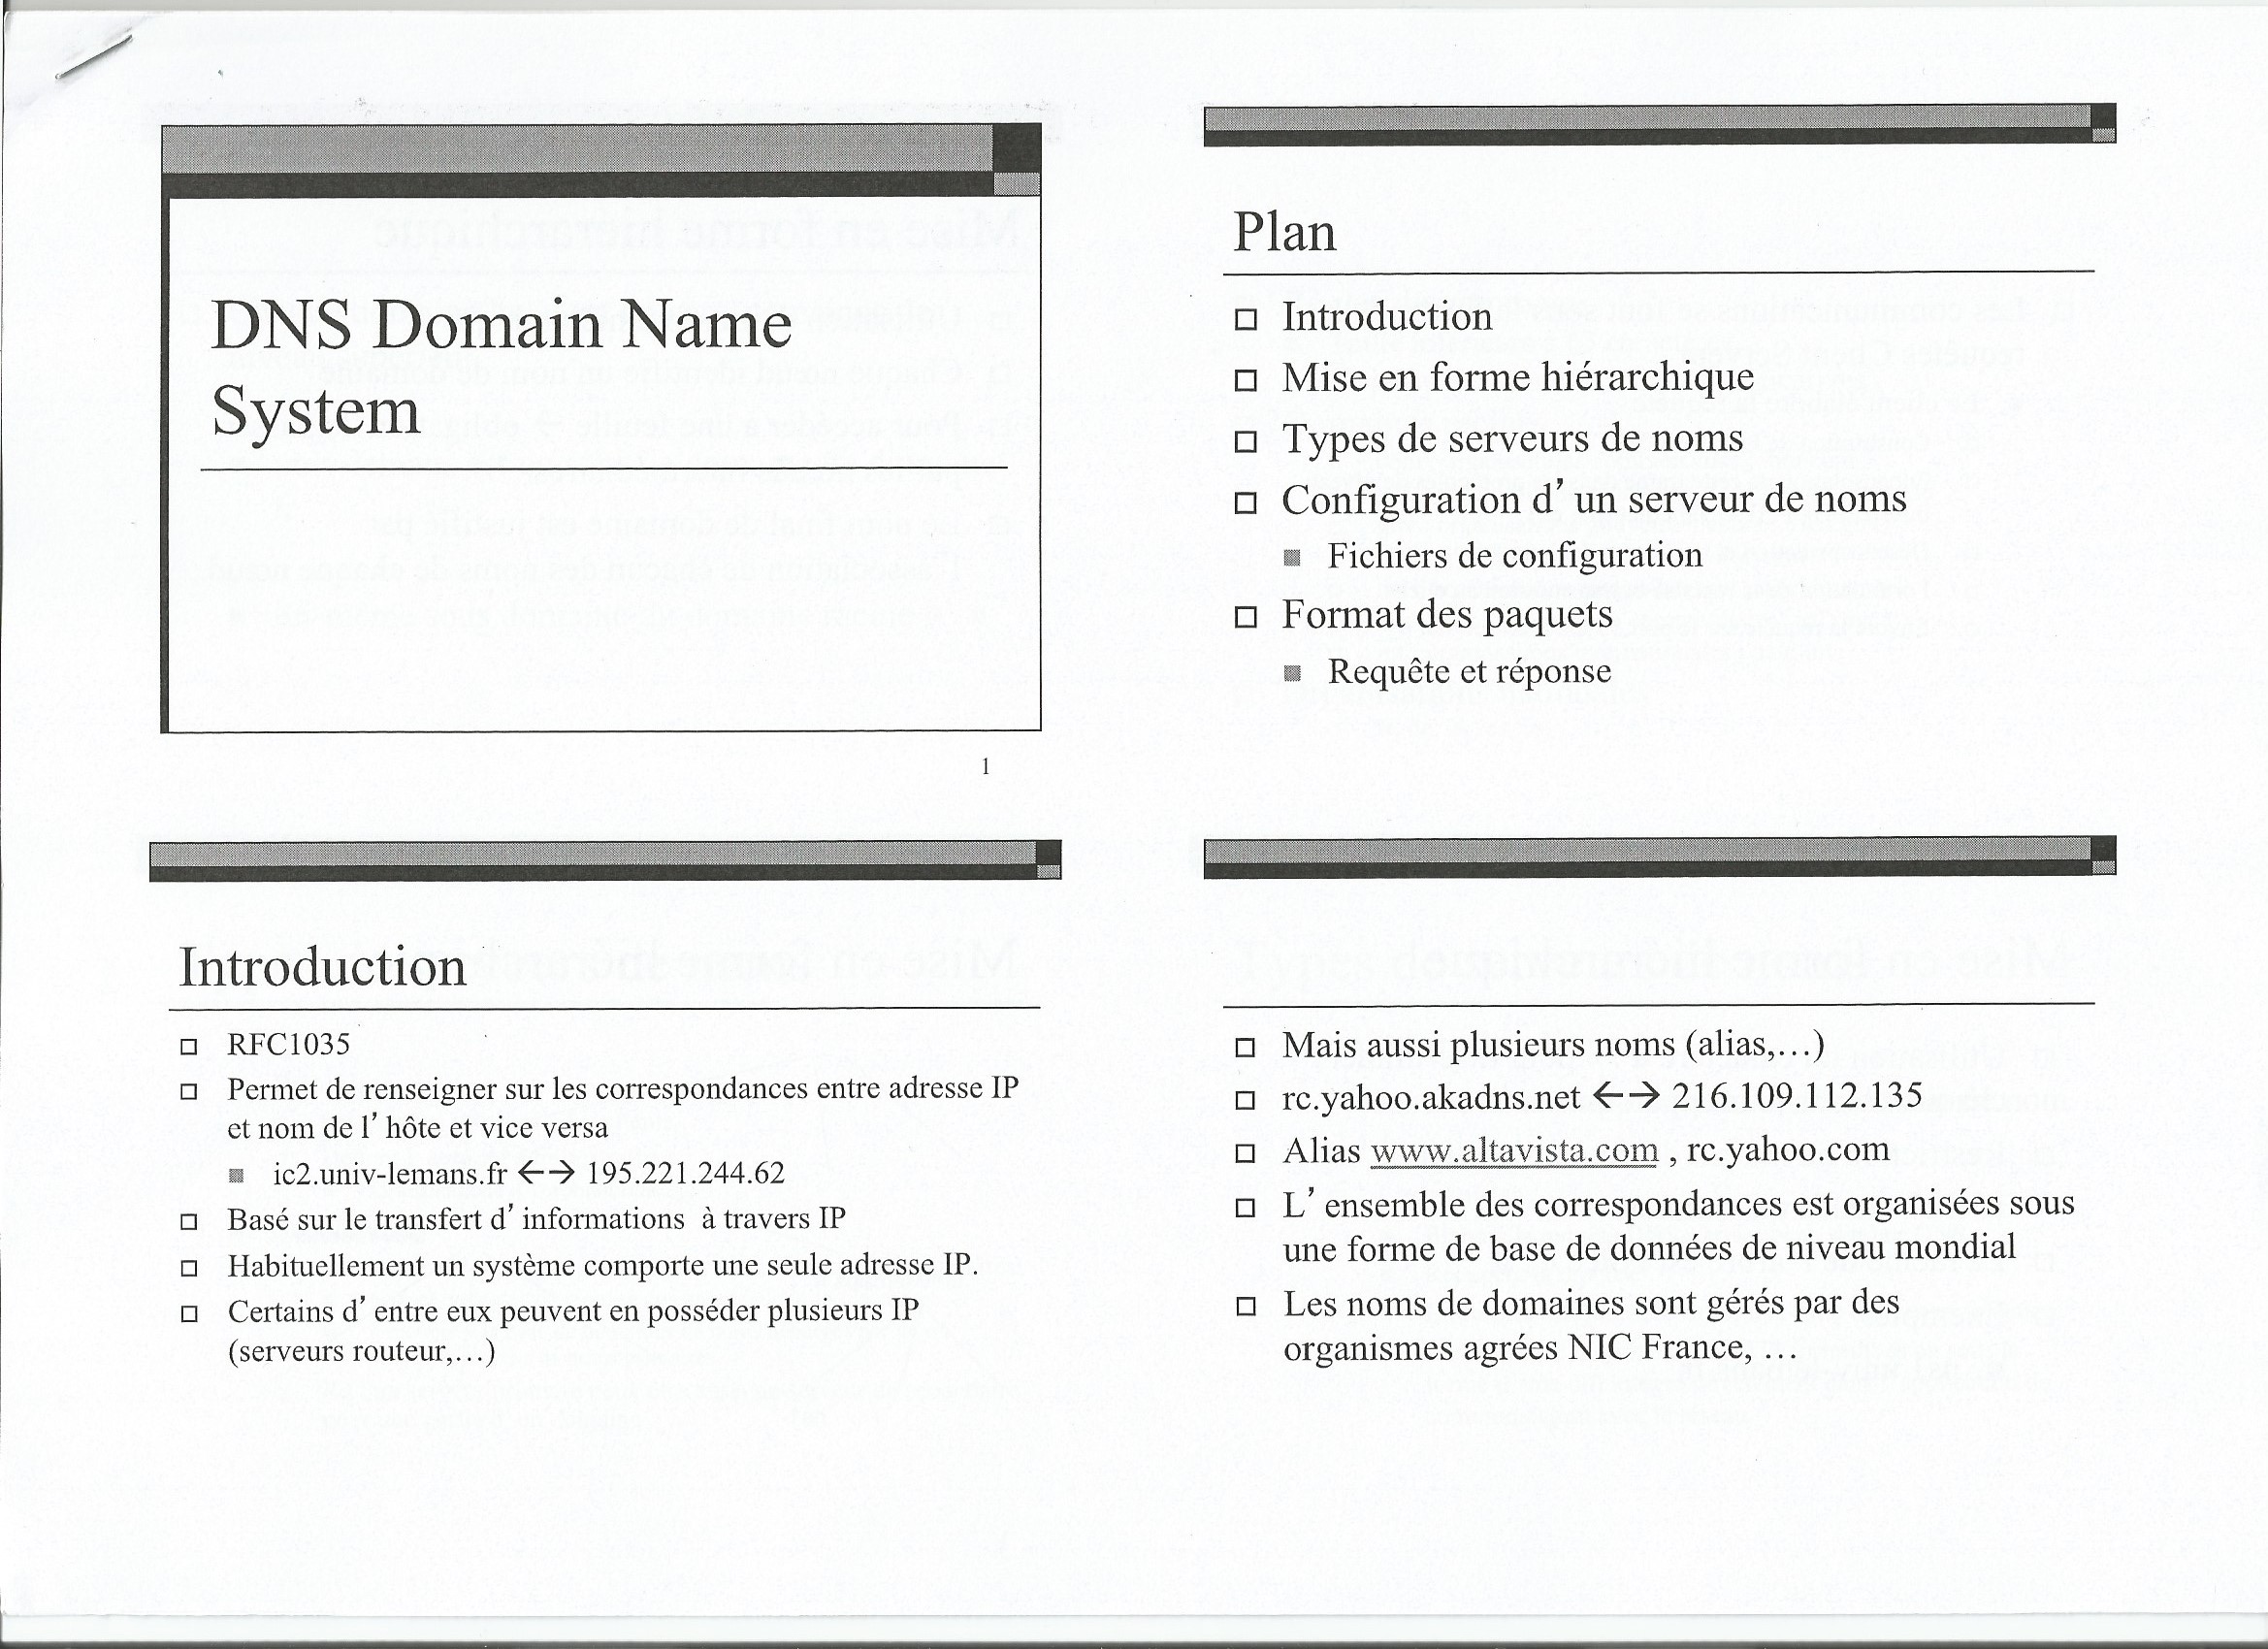 DNS Domain Name
System
1
Plan
Introduction
Mise en forme hiérarchique
Types de serveurs de noms
Configuration d’ un serveur de noms
Fichiers de configuration
Format des paquets
Requête et réponse
Introduction
RFC1035
Permet de renseigner sur les correspondances entre adresse IP
et nom de l’ hôte et vice versa
ic2.univ-lemans.fr ←→ 195.221.244.62
Basé sur le transfert d’ informations à travers IP
Habituellement un système comporte une seule adresse IP.
Certains d’ entre eux peuvent en posséder plusieurs IP
(serveurs routeur,…)
Mais aussi plusieurs noms (alias,…)
rc.yahoo.akadns.net ←→ 216.109.112.135
Alias www.altavista.com , rc.yahoo.com
L’ ensemble des correspondances est organisées sous
une forme de base de données de niveau mondial
Les noms de domaines sont gérés par des
organismes agrées NIC France, …